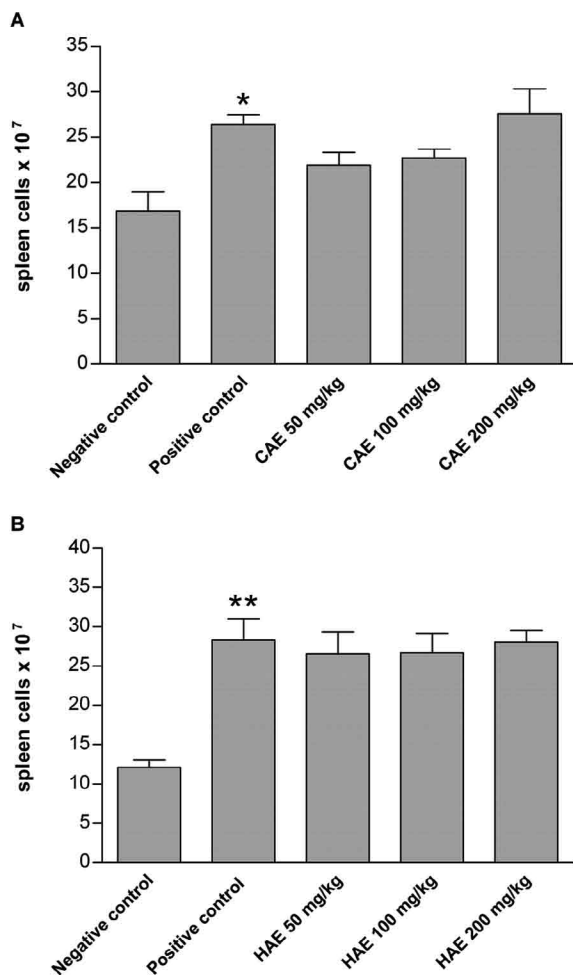 A
35
30
25
20
15
10
5
0
spleen cells x 10⁷
*
Negative control
Positive control
CAE 50 mg/kg
CAE 100 mg/kg
CAE 200 mg/kg
B
40
35
30
25
20
15
10
5
0
spleen cells x 10⁷
**
Negative control
Positive control
HAE 50 mg/kg
HAE 100 mg/kg
HAE 200 mg/kg